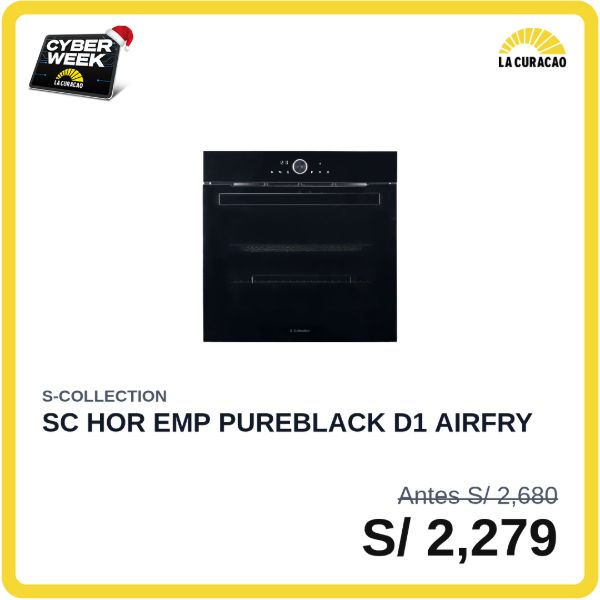 CYBER
WEEK
LA CURACAO
LA CURACAO
S-COLLECTION
SC HOR EMP PUREBLACK D1 AIRFRY
Antes S/ 2,680
S/ 2,279